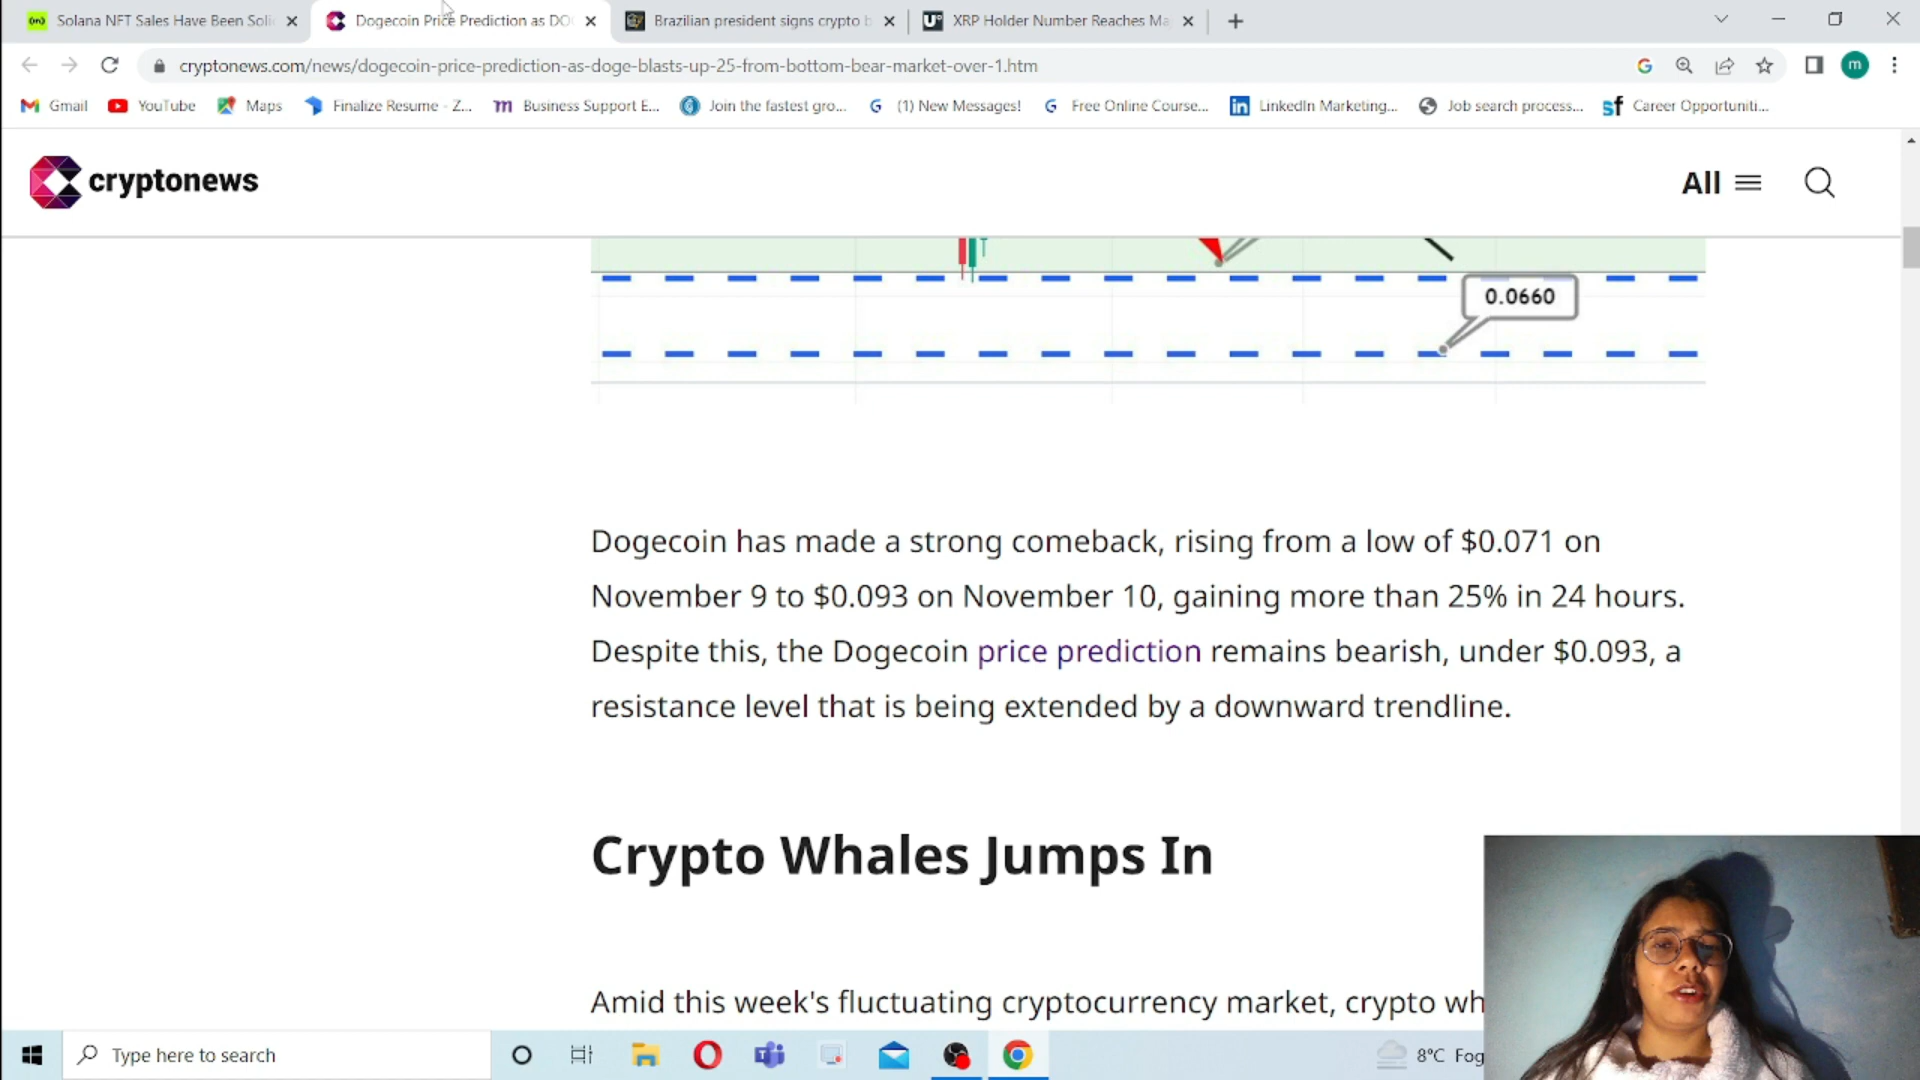 Solana NFT Sales Have Been Soli
Dogecoin Price Prediction as DO
Brazilian president signs crypto b
XRP Holder Number Reaches Ma
cryptonews.com/news/dogecoin-price-prediction-as-doge-blasts-up-25-from-bottom-bear-market-over-1.htm
m
Gmail
YouTube
Maps
Finalize Resume - Z...
Business Support E...
Join the fastest gro...
(1) New Messages!
Free Online Course...
LinkedIn Marketing...
Job search process...
Career Opportuniti...
cryptonews
All
0.0660
Dogecoin has made a strong comeback, rising from a low of $0.071 on
November 9 to $0.093 on November 10, gaining more than 25% in 24 hours.
Despite this, the Dogecoin price prediction remains bearish, under $0.093, a
resistance level that is being extended by a downward trendline.
Crypto Whales Jumps In
Amid this week's fluctuating cryptocurrency market, crypto wh
Type here to search
8°C Fog